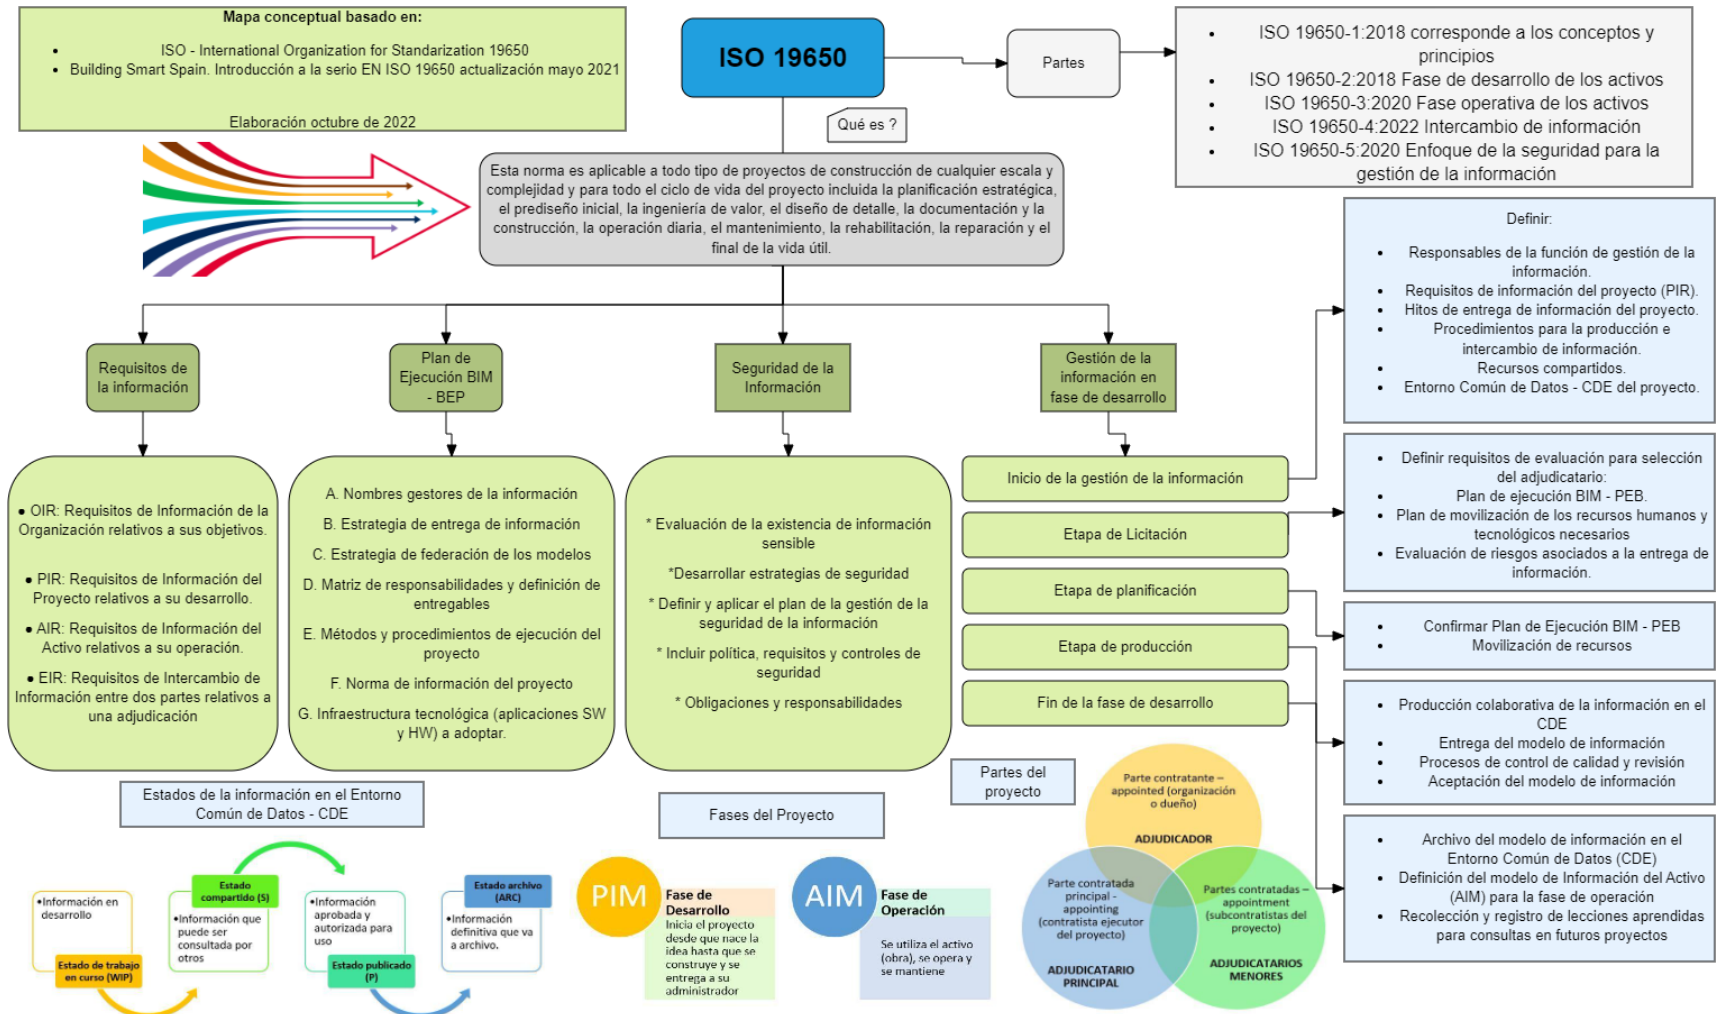 Mapa conceptual basado en:
• ISO - International Organization for Standarization 19650
• Building Smart Spain. Introducción a la serio EN ISO 19650 actualización mayo 2021
Elaboración octubre de 2022
ISO 19650
Partes
• ISO 19650-1:2018 corresponde a los conceptos y
principios
• ISO 19650-2:2018 Fase de desarrollo de los activos
• ISO 19650-3:2020 Fase operativa de los activos
• ISO 19650-4:2022 Intercambio de información
• ISO 19650-5:2020 Enfoque de la seguridad para la
gestión de la información
Qué es ?
Esta norma es aplicable a todo tipo de proyectos de construcción de cualquier escala y
complejidad y para todo el ciclo de vida del proyecto incluida la planificación estratégica,
el prediseño inicial, la ingeniería de valor, el diseño de detalle, la documentación y la
construcción, la operación diaria, el mantenimiento, la rehabilitación, la reparación y el
final de la vida útil.
Requisitos de
la información
Plan de
Ejecución BIM
- BEP
Seguridad de la
Información
Gestión de la
información en
fase de desarrollo
● OIR: Requisitos de Información de la
Organización relativos a sus objetivos.
● PIR: Requisitos de Información del
Proyecto relativos a su desarrollo.
● AIR: Requisitos de Información del
Activo relativos a su operación.
● EIR: Requisitos de Intercambio de
Información entre dos partes relativos a
una adjudicación
A. Nombres gestores de la información
B. Estrategia de entrega de información
C. Estrategia de federación de los modelos
D. Matriz de responsabilidades y definición de
entregables
E. Métodos y procedimientos de ejecución del
proyecto
F. Norma de información del proyecto
G. Infraestructura tecnológica (aplicaciones SW
y HW) a adoptar.
* Evaluación de la existencia de información
sensible
*Desarrollar estrategias de seguridad
* Definir y aplicar el plan de la gestión de la
seguridad de la información
* Incluir política, requisitos y controles de
seguridad
* Obligaciones y responsabilidades
Inicio de la gestión de la información
Etapa de Licitación
Etapa de planificación
Etapa de producción
Fin de la fase de desarrollo
Definir:
• Responsables de la función de gestión de la
información.
• Requisitos de información del proyecto (PIR).
• Hitos de entrega de información del proyecto.
• Procedimientos para la producción e
intercambio de información.
• Recursos compartidos.
• Entorno Común de Datos - CDE del proyecto.
• Definir requisitos de evaluación para selección
del adjudicatario:
• Plan de ejecución BIM - PEB.
• Plan de movilización de los recursos humanos y
tecnológicos necesarios
• Evaluación de riesgos asociados a la entrega de
información.
• Confirmar Plan de Ejecución BIM - PEB
• Movilización de recursos
• Producción colaborativa de la información en el
CDE
• Entrega del modelo de información
• Procesos de control de calidad y revisión
• Aceptación del modelo de información
• Archivo del modelo de información en el
Entorno Común de Datos (CDE)
• Definición del modelo de Información del Activo
(AIM) para la fase de operación
• Recolección y registro de lecciones aprendidas
para consultas en futuros proyectos
Estados de la información en el Entorno
Común de Datos - CDE
•Información en
desarrollo
Estado de trabajo
en curso (WIP)
Estado
compartido (S)
•Información que
puede ser
consultada por
otros
•Información
aprobada y
autorizada para
uso
Estado publicado
(P)
Estado archivo
(ARC)
•Información
definitiva que va
a archivo.
Fases del Proyecto
PIM
Fase de
Desarrollo
Inicia el proyecto
desde que nace la
idea hasta que se
construye y se
entrega a su
administrador
AIM
Fase de
Operación
Se utiliza el activo
(obra), se opera y
se mantiene
Partes del
proyecto
Parte contratante –
appointed (organización
o dueño)
ADJUDICADOR
Parte contratada
principal -
appointing
(contratista ejecutor
del proyecto)
ADJUDICATARIO
PRINCIPAL
Partes contratadas –
appointment
(subcontratistas del
proyecto)
ADJUDICATARIOS
MENORES